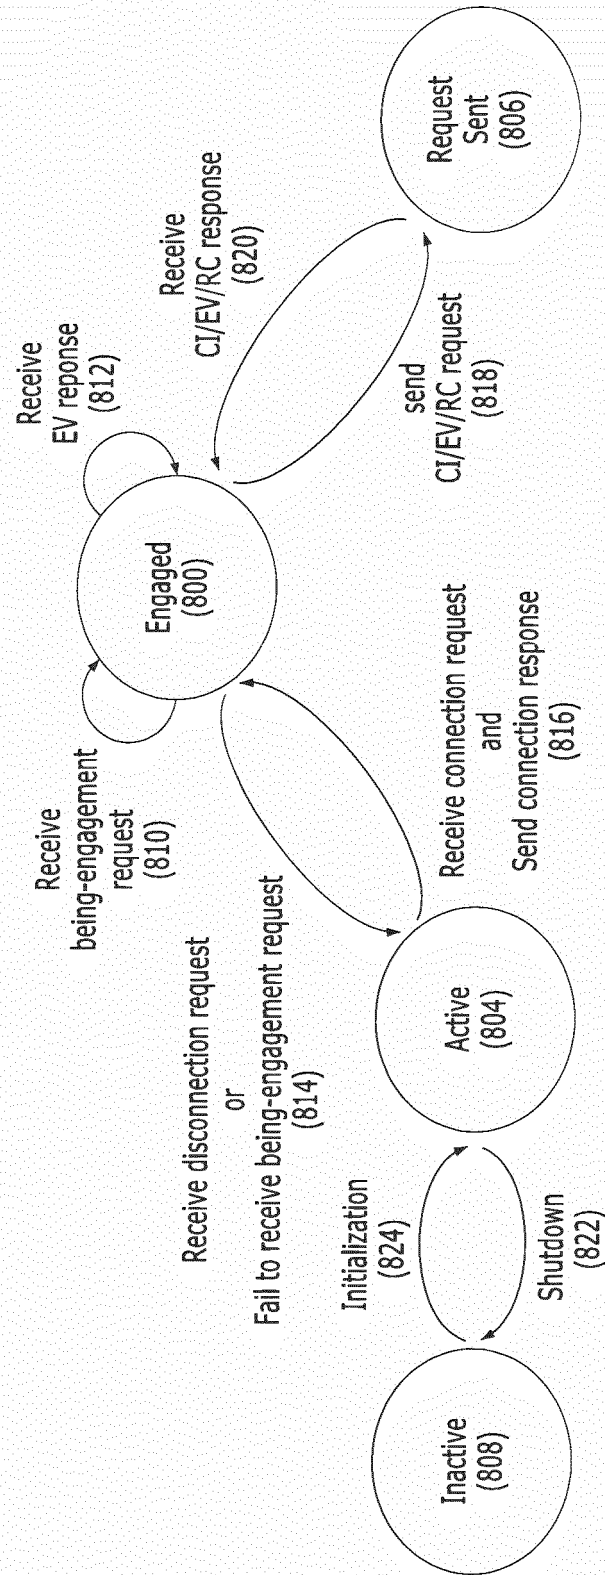 Receive
being-engagement
request
(810)
Receive
EV reponse
(812)
Engaged
(800)
Receive disconnection request
or
Fail to receive being-engagement request
(814)
Receive
CI/EV/RC response
(820)
Initialization
(824)
Inactive
(808)
Active
(804)
Receive connection request
and
Send connection response
(816)
send
CI/EV/RC request
(818)
Request
Sent
(806)
Shutdown
(822)